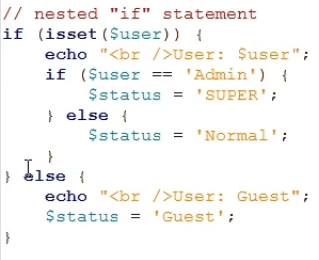 // nested "if" statement
if (isset($user)) {
    echo "<br />User: $user";
    if ($user == 'Admin') {
        $status = 'SUPER';
    } else {
        $status = 'Normal';
    }
} else {
    echo "<br />User: Guest";
    $status = 'Guest';
}